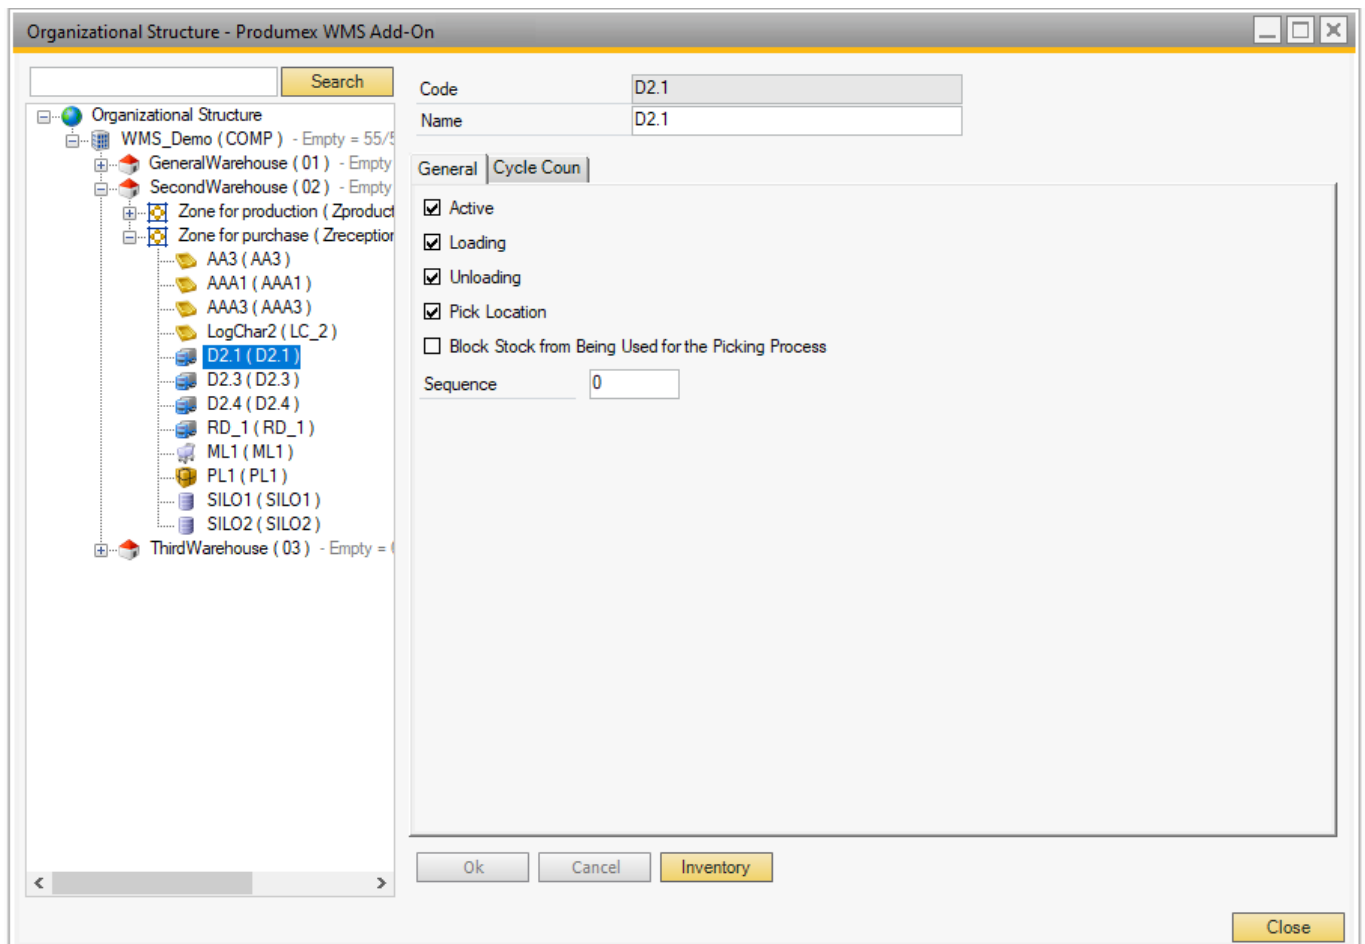 Organizational Structure - Produmex WMS Add-On
Search
Organizational Structure
WMS_Demo ( COMP ) - Empty = 55/5
GeneralWarehouse ( 01 ) - Empty
SecondWarehouse ( 02 ) - Empty
Zone for production ( Zproduct
Zone for purchase ( Zreception
AA3 ( AA3 )
AAA1 ( AAA1 )
AAA3 ( AAA3 )
LogChar2 ( LC_2 )
D2.1 ( D2.1 )
D2.3 ( D2.3 )
D2.4 ( D2.4 )
RD_1 ( RD_1 )
ML1 ( ML1 )
PL1 ( PL1 )
SILO1 ( SILO1 )
SILO2 ( SILO2 )
ThirdWarehouse ( 03 ) - Empty =
Code D2.1
Name D2.1
General Cycle Coun
Active
Loading
Unloading
Pick Location
Block Stock from Being Used for the Picking Process
Sequence 0
Ok Cancel Inventory
Close